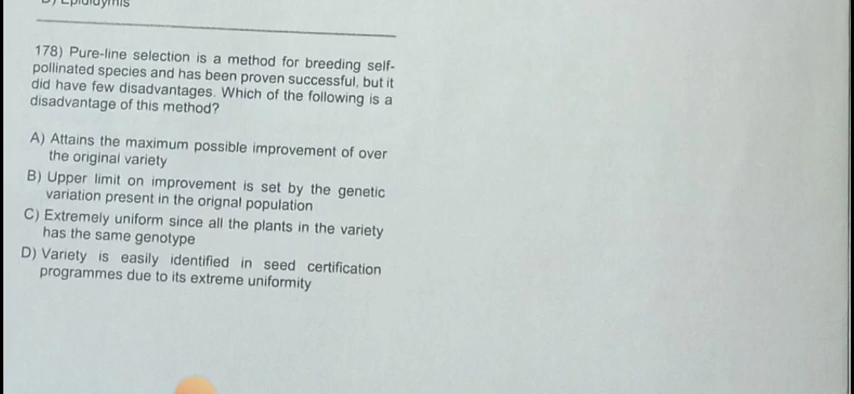 D) Epididymis
178) Pure-line selection is a method for breeding self-
pollinated species and has been proven successful, but it
did have few disadvantages. Which of the following is a
disadvantage of this method?
A) Attains the maximum possible improvement of over
the original variety
B) Upper limit on improvement is set by the genetic
variation present in the orignal population
C) Extremely uniform since all the plants in the variety
has the same genotype
D) Variety is easily identified in seed certification
programmes due to its extreme uniformity